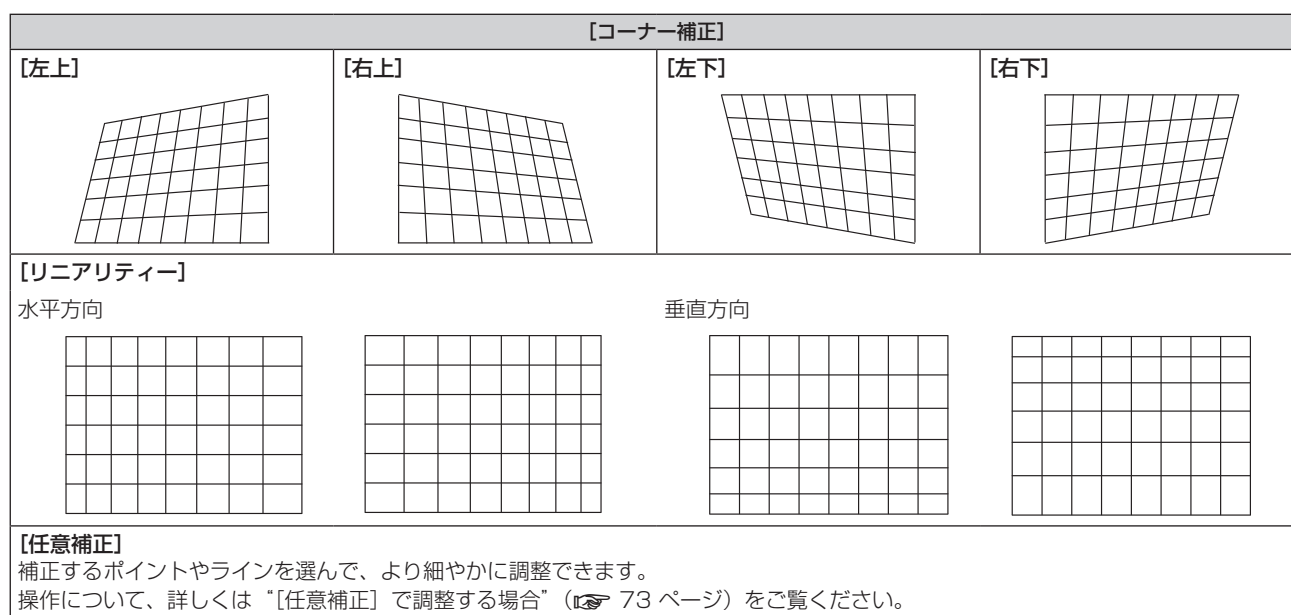 [コーナー補正]
[左上] [右上] [左下] [右下]
[リニアリティー]
水平方向 垂直方向
[任意補正]
補正するポイントやラインを選んで、より細やかに調整できます。
操作について、詳しくは“[任意補正]で調整する場合”(☞ 73 ページ)をご覧ください。